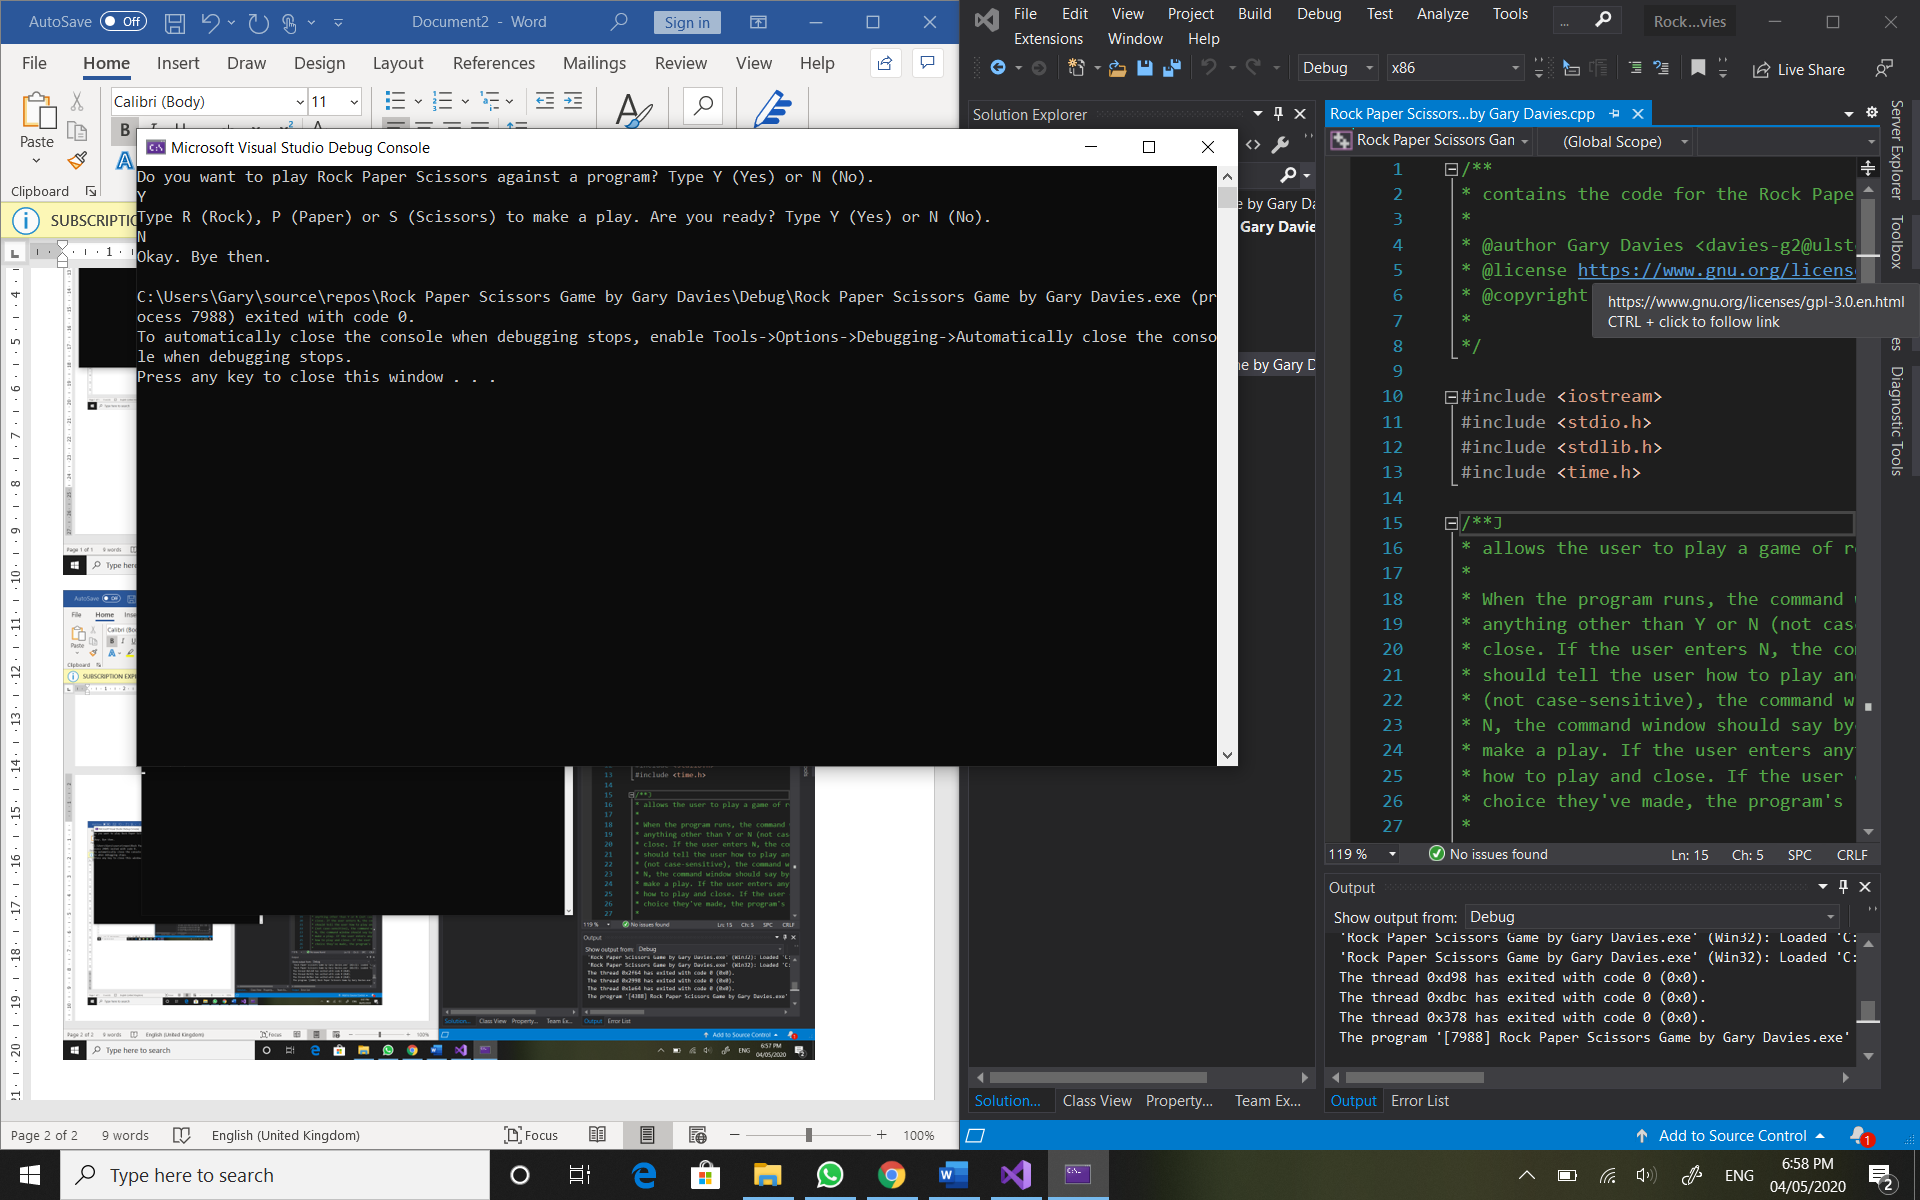 AutoSave Off Document2 - Word Sign in
File Home Insert Draw Design Layout References Mailings Review View Help
Calibri (Body) 11
Paste
Clipboard
SUBSCRIPTIO
Microsoft Visual Studio Debug Console
Do you want to play Rock Paper Scissors against a program? Type Y (Yes) or N (No).
Y
Type R (Rock), P (Paper) or S (Scissors) to make a play. Are you ready? Type Y (Yes) or N (No).
N
Okay. Bye then.
C:\Users\Gary\source\repos\Rock Paper Scissors Game by Gary Davies\Debug\Rock Paper Scissors Game by Gary Davies.exe (pr
ocess 7988) exited with code 0.
To automatically close the console when debugging stops, enable Tools->Options->Debugging->Automatically close the conso
le when debugging stops.
Press any key to close this window . . .
Page 2 of 2 9 words English (United Kingdom) Focus 100%
File Edit View Project Build Debug Test Analyze Tools ... Rock...vies
Extensions Window Help
Debug x86 Live Share
Solution Explorer
e by Gary Da
Gary Davie
e by Gary D
Rock Paper Scissors...by Gary Davies.cpp
Rock Paper Scissors Gan (Global Scope)
1 /**
2 * contains the code for the Rock Pape
3 *
4 * @author Gary Davies <davies-g2@ulst
5 * @license https://www.gnu.org/licens
6 * @copyright
7 *
8 */
9
10 #include <iostream>
11 #include <stdio.h>
12 #include <stdlib.h>
13 #include <time.h>
14
15 /**J
16 * allows the user to play a game of r
17 *
18 * When the program runs, the command
19 * anything other than Y or N (not cas
20 * close. If the user enters N, the co
21 * should tell the user how to play an
22 * (not case-sensitive), the command w
23 * N, the command window should say by
24 * make a play. If the user enters any
25 * how to play and close. If the user
26 * choice they've made, the program's
27 *
https://www.gnu.org/licenses/gpl-3.0.en.html
CTRL + click to follow link
Server Explorer
Toolbox
Diagnostic Tools
119 % No issues found Ln: 15 Ch: 5 SPC CRLF
Output
Show output from: Debug
'Rock Paper Scissors Game by Gary Davies.exe' (Win32): Loaded 'C:
'Rock Paper Scissors Game by Gary Davies.exe' (Win32): Loaded 'C:
The thread 0xd98 has exited with code 0 (0x0).
The thread 0xdbc has exited with code 0 (0x0).
The thread 0x378 has exited with code 0 (0x0).
The program '[7988] Rock Paper Scissors Game by Gary Davies.exe'
Solution... Class View Property... Team Ex... Output Error List
Add to Source Control 1
Type here to search
ENG 6:58 PM
04/05/2020 2